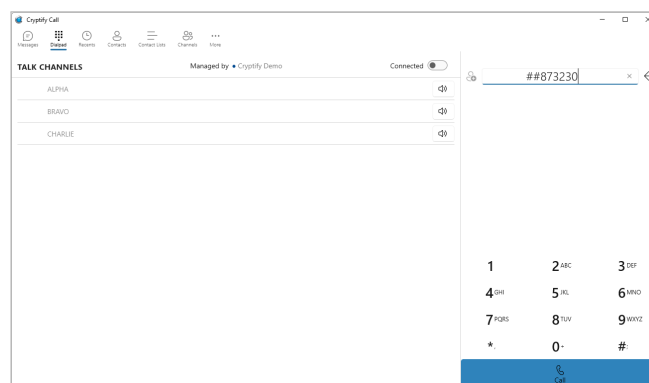 Cryptify Call
Messages Dialpad Recents Contacts Contact Lists Channels More
TALK CHANNELS Managed by • Cryptify Demo Connected
ALPHA
BRAVO
CHARLIE
##873230
1 2 ABC 3 DEF
4 GHI 5 JKL 6 MNO
7 PQRS 8 TUV 9 WXYZ
* 0 + #
Call